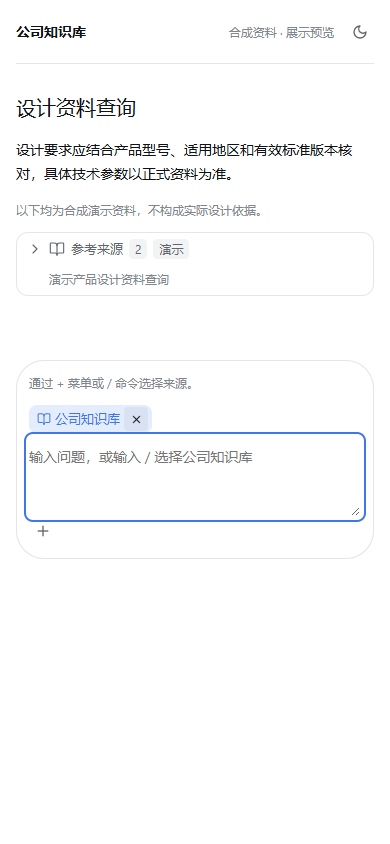 公司知识库
合成资料 · 展示预览
设计资料查询
设计要求应结合产品型号、适用地区和有效标准版本核
对，具体技术参数以正式资料为准。
以下均为合成演示资料，不构成实际设计依据。
参考来源 2 演示
演示产品设计资料查询
通过 + 菜单或 / 命令选择来源。
公司知识库
输入问题，或输入 / 选择公司知识库